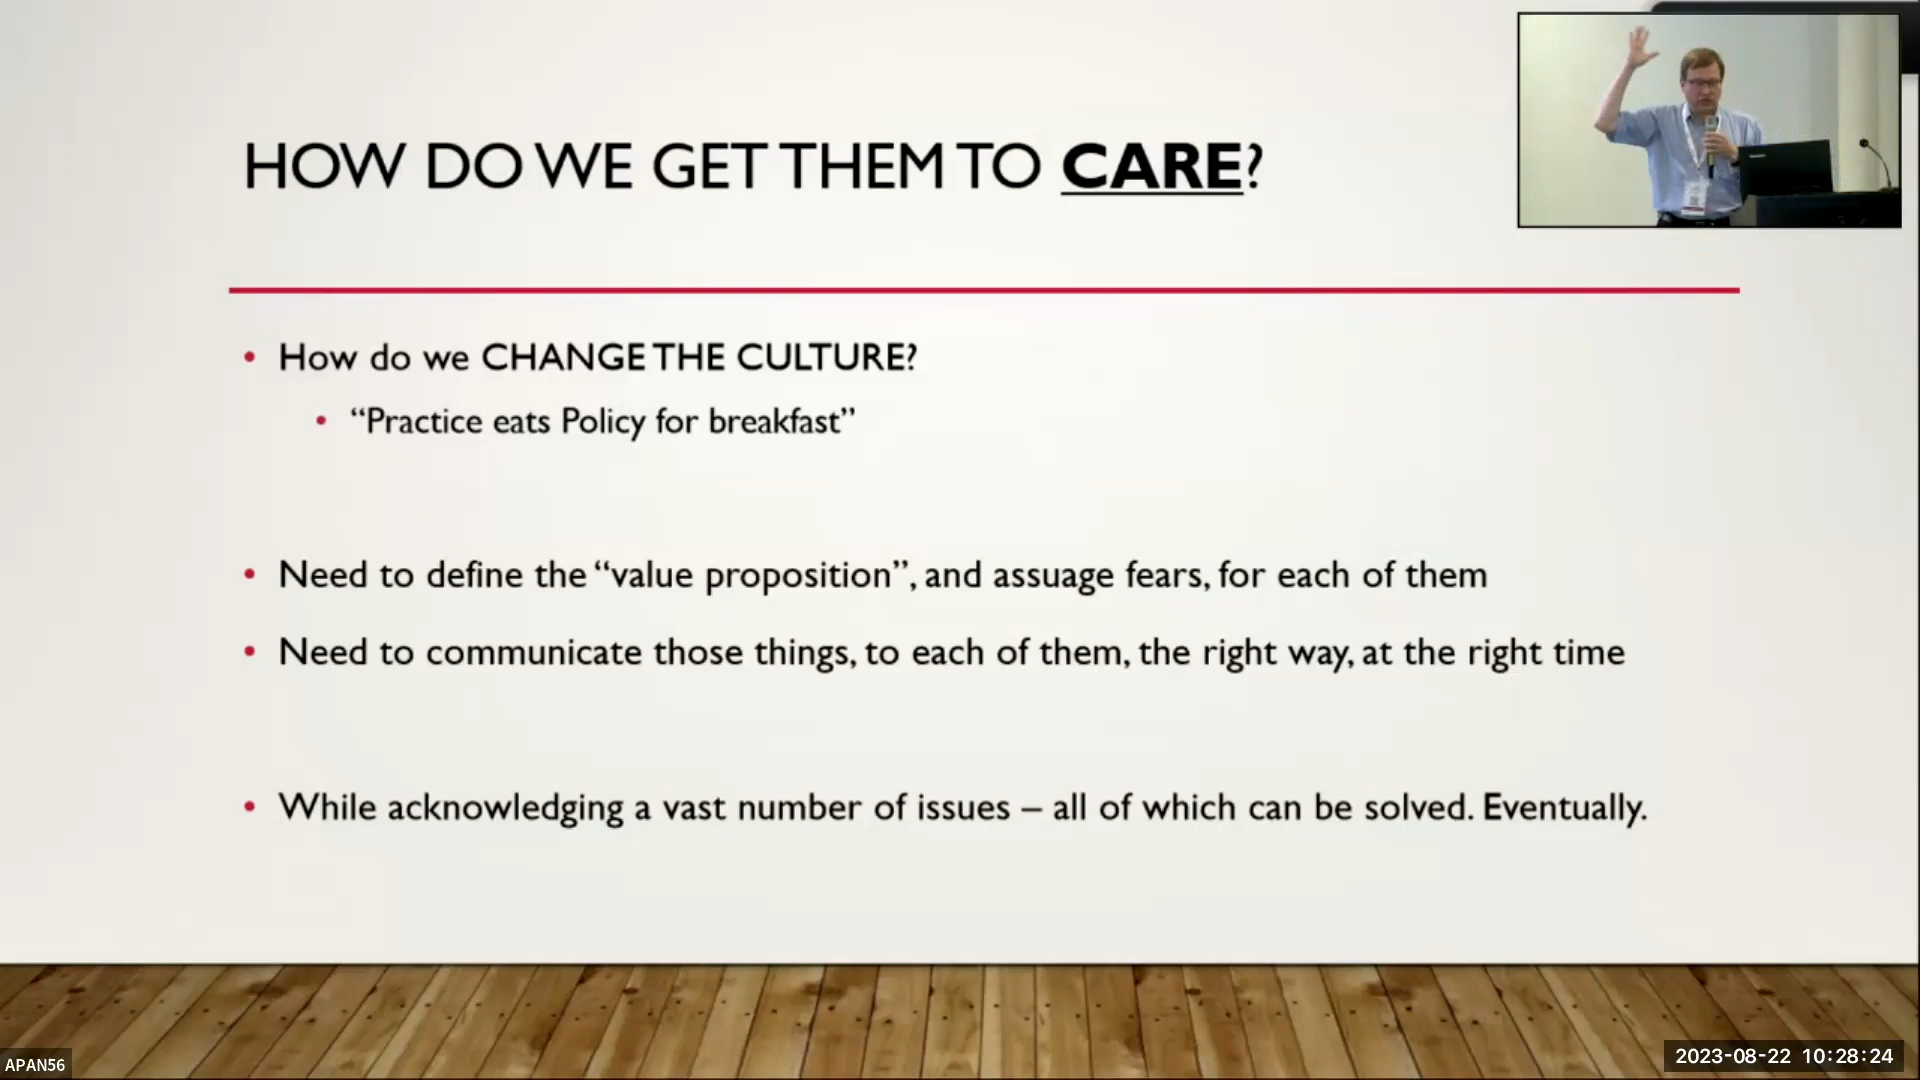 HOW DO WE GET THEM TO CARE?
How do we CHANGE THE CULTURE?
“Practice eats Policy for breakfast”
Need to define the “value proposition”, and assuage fears, for each of them
Need to communicate those things, to each of them, the right way, at the right time
While acknowledging a vast number of issues – all of which can be solved. Eventually.
APAN56
2023-08-22 10:28:24